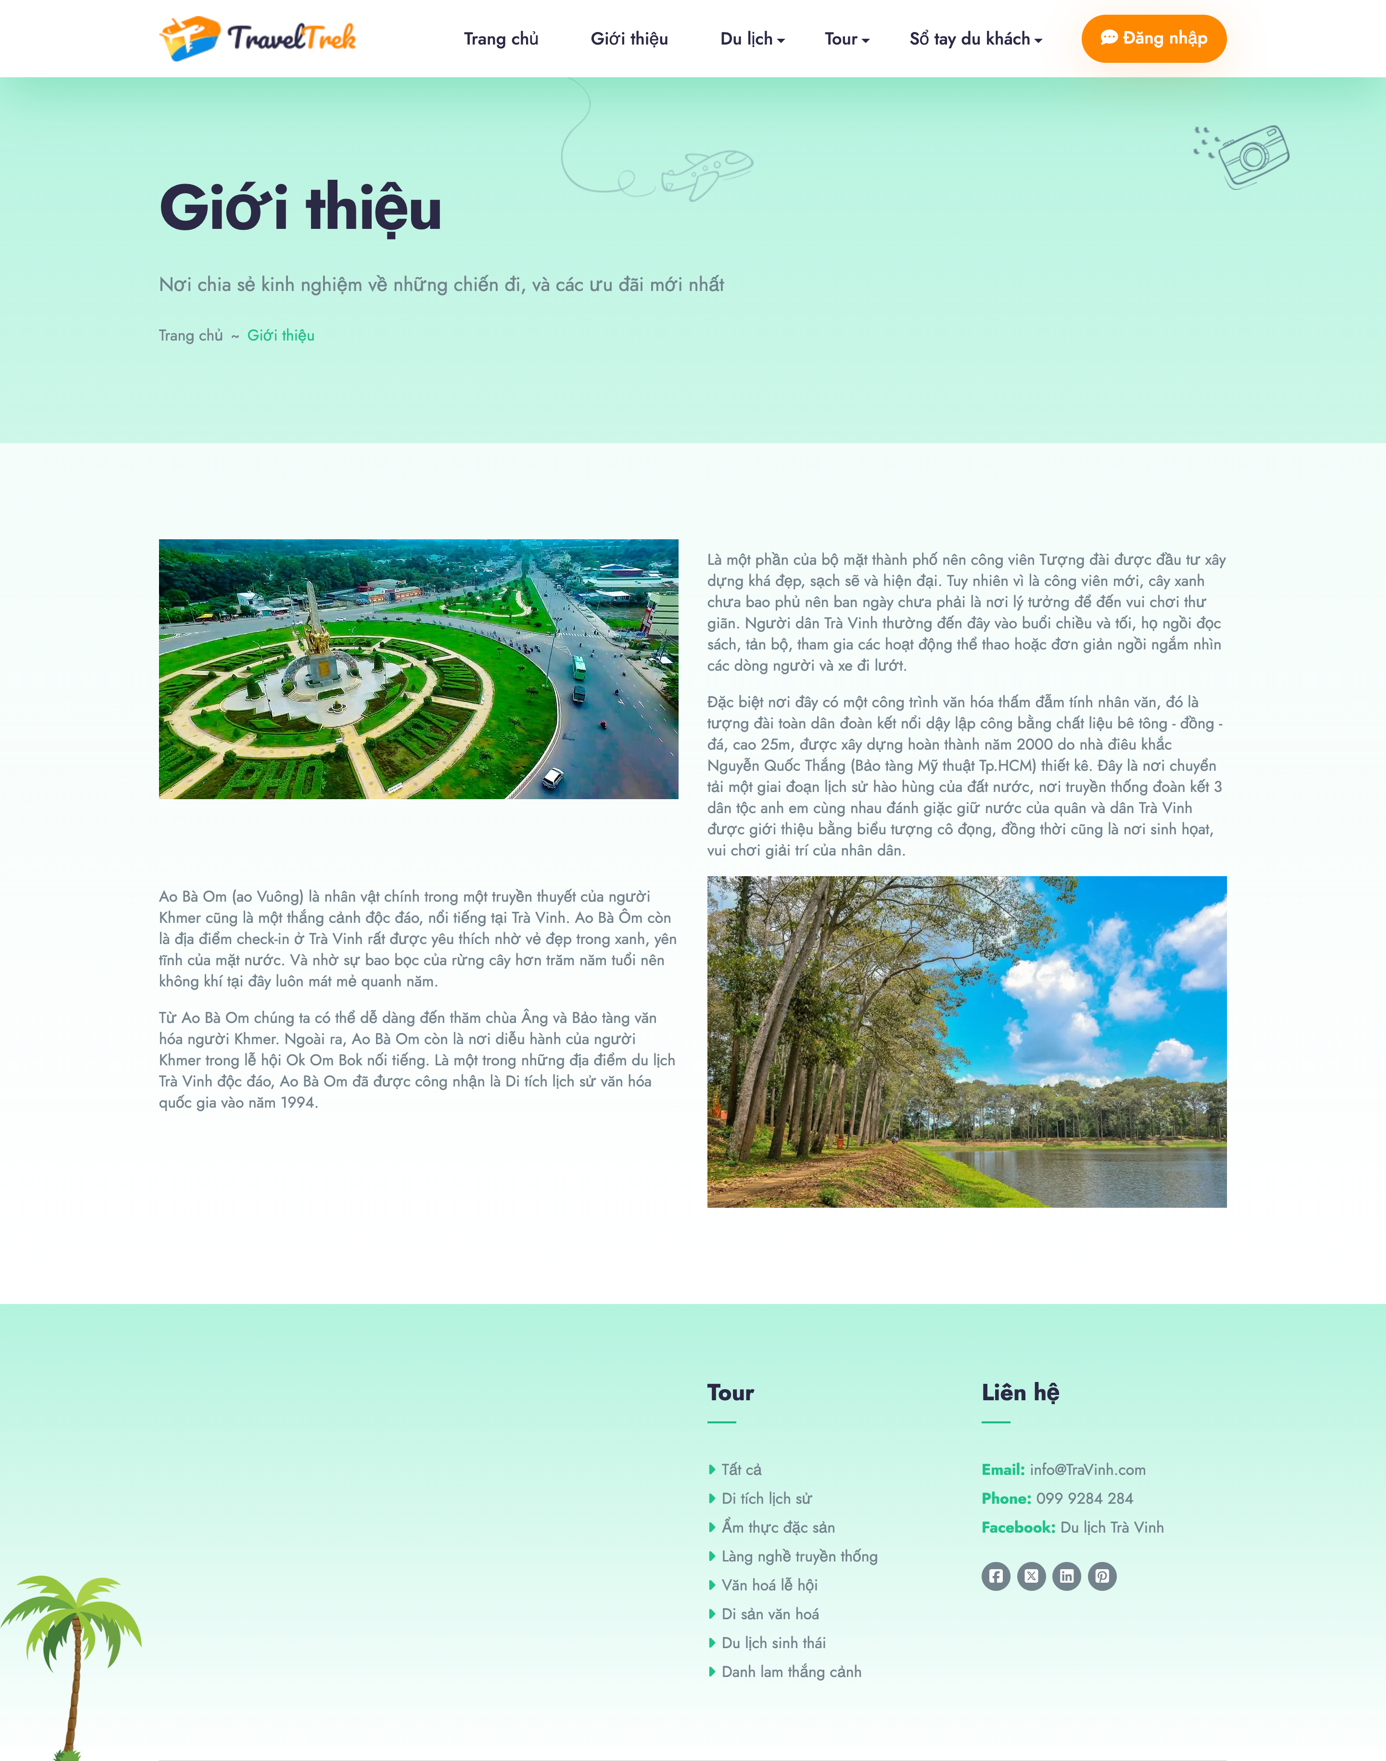 TravelTrek
Trang chủ
Giới thiệu
Du lịch
Tour
Sổ tay du khách
Đăng nhập
Giới thiệu
Nơi chia sẻ kinh nghiệm về những chiến đi, và các ưu đãi mới nhất
Trang chủ ~ Giới thiệu
PHỐ
Là một phần của bộ mặt thành phố nên công viên Tượng đài được đầu tư xây
dựng khá đẹp, sạch sẽ và hiện đại. Tuy nhiên vì là công viên mới, cây xanh
chưa bao phủ nên ban ngày chưa phải là nơi lý tưởng để đến vui chơi thư
giãn. Người dân Trà Vinh thường đến đây vào buổi chiều và tối, họ ngồi đọc
sách, tản bộ, tham gia các hoạt động thể thao hoặc đơn giản ngồi ngắm nhìn
các dòng người và xe đi lướt.
Đặc biệt nơi đây có một công trình văn hóa thấm đẫm tính nhân văn, đó là
tượng đài toàn dân đoàn kết nổi dậy lập công bằng chất liệu bê tông - đồng -
đá, cao 25m, được xây dựng hoàn thành năm 2000 do nhà điêu khắc
Nguyễn Quốc Thắng (Bảo tàng Mỹ thuật Tp.HCM) thiết kê. Đây là nơi chuyển
tải một giai đoạn lịch sử hào hùng của đất nước, nơi truyền thống đoàn kết 3
dân tộc anh em cùng nhau đánh giặc giữ nước của quân và dân Trà Vinh
được giới thiệu bằng biểu tượng cô đọng, đồng thời cũng là nơi sinh họat,
vui chơi giải trí của nhân dân.
Ao Bà Om (ao Vuông) là nhân vật chính trong một truyền thuyết của người
Khmer cũng là một thắng cảnh độc đáo, nổi tiếng tại Trà Vinh. Ao Bà Ôm còn
là địa điểm check-in ở Trà Vinh rất được yêu thích nhờ vẻ đẹp trong xanh, yên
tĩnh của mặt nước. Và nhờ sự bao bọc của rừng cây hơn trăm năm tuổi nên
không khí tại đây luôn mát mẻ quanh năm.
Từ Ao Bà Om chúng ta có thể dễ dàng đến thăm chùa Âng và Bảo tàng văn
hóa người Khmer. Ngoài ra, Ao Bà Om còn là nơi diễu hành của người
Khmer trong lễ hội Ok Om Bok nổi tiếng. Là một trong những địa điểm du lịch
Trà Vinh độc đáo, Ao Bà Om đã được công nhận là Di tích lịch sử văn hóa
quốc gia vào năm 1994.
Tour
Tất cả
Di tích lịch sử
Ẩm thực đặc sản
Làng nghề truyền thống
Văn hoá lễ hội
Di sản văn hoá
Du lịch sinh thái
Danh lam thắng cảnh
Liên hệ
Email: info@TraVinh.com
Phone: 099 9284 284
Facebook: Du lịch Trà Vinh